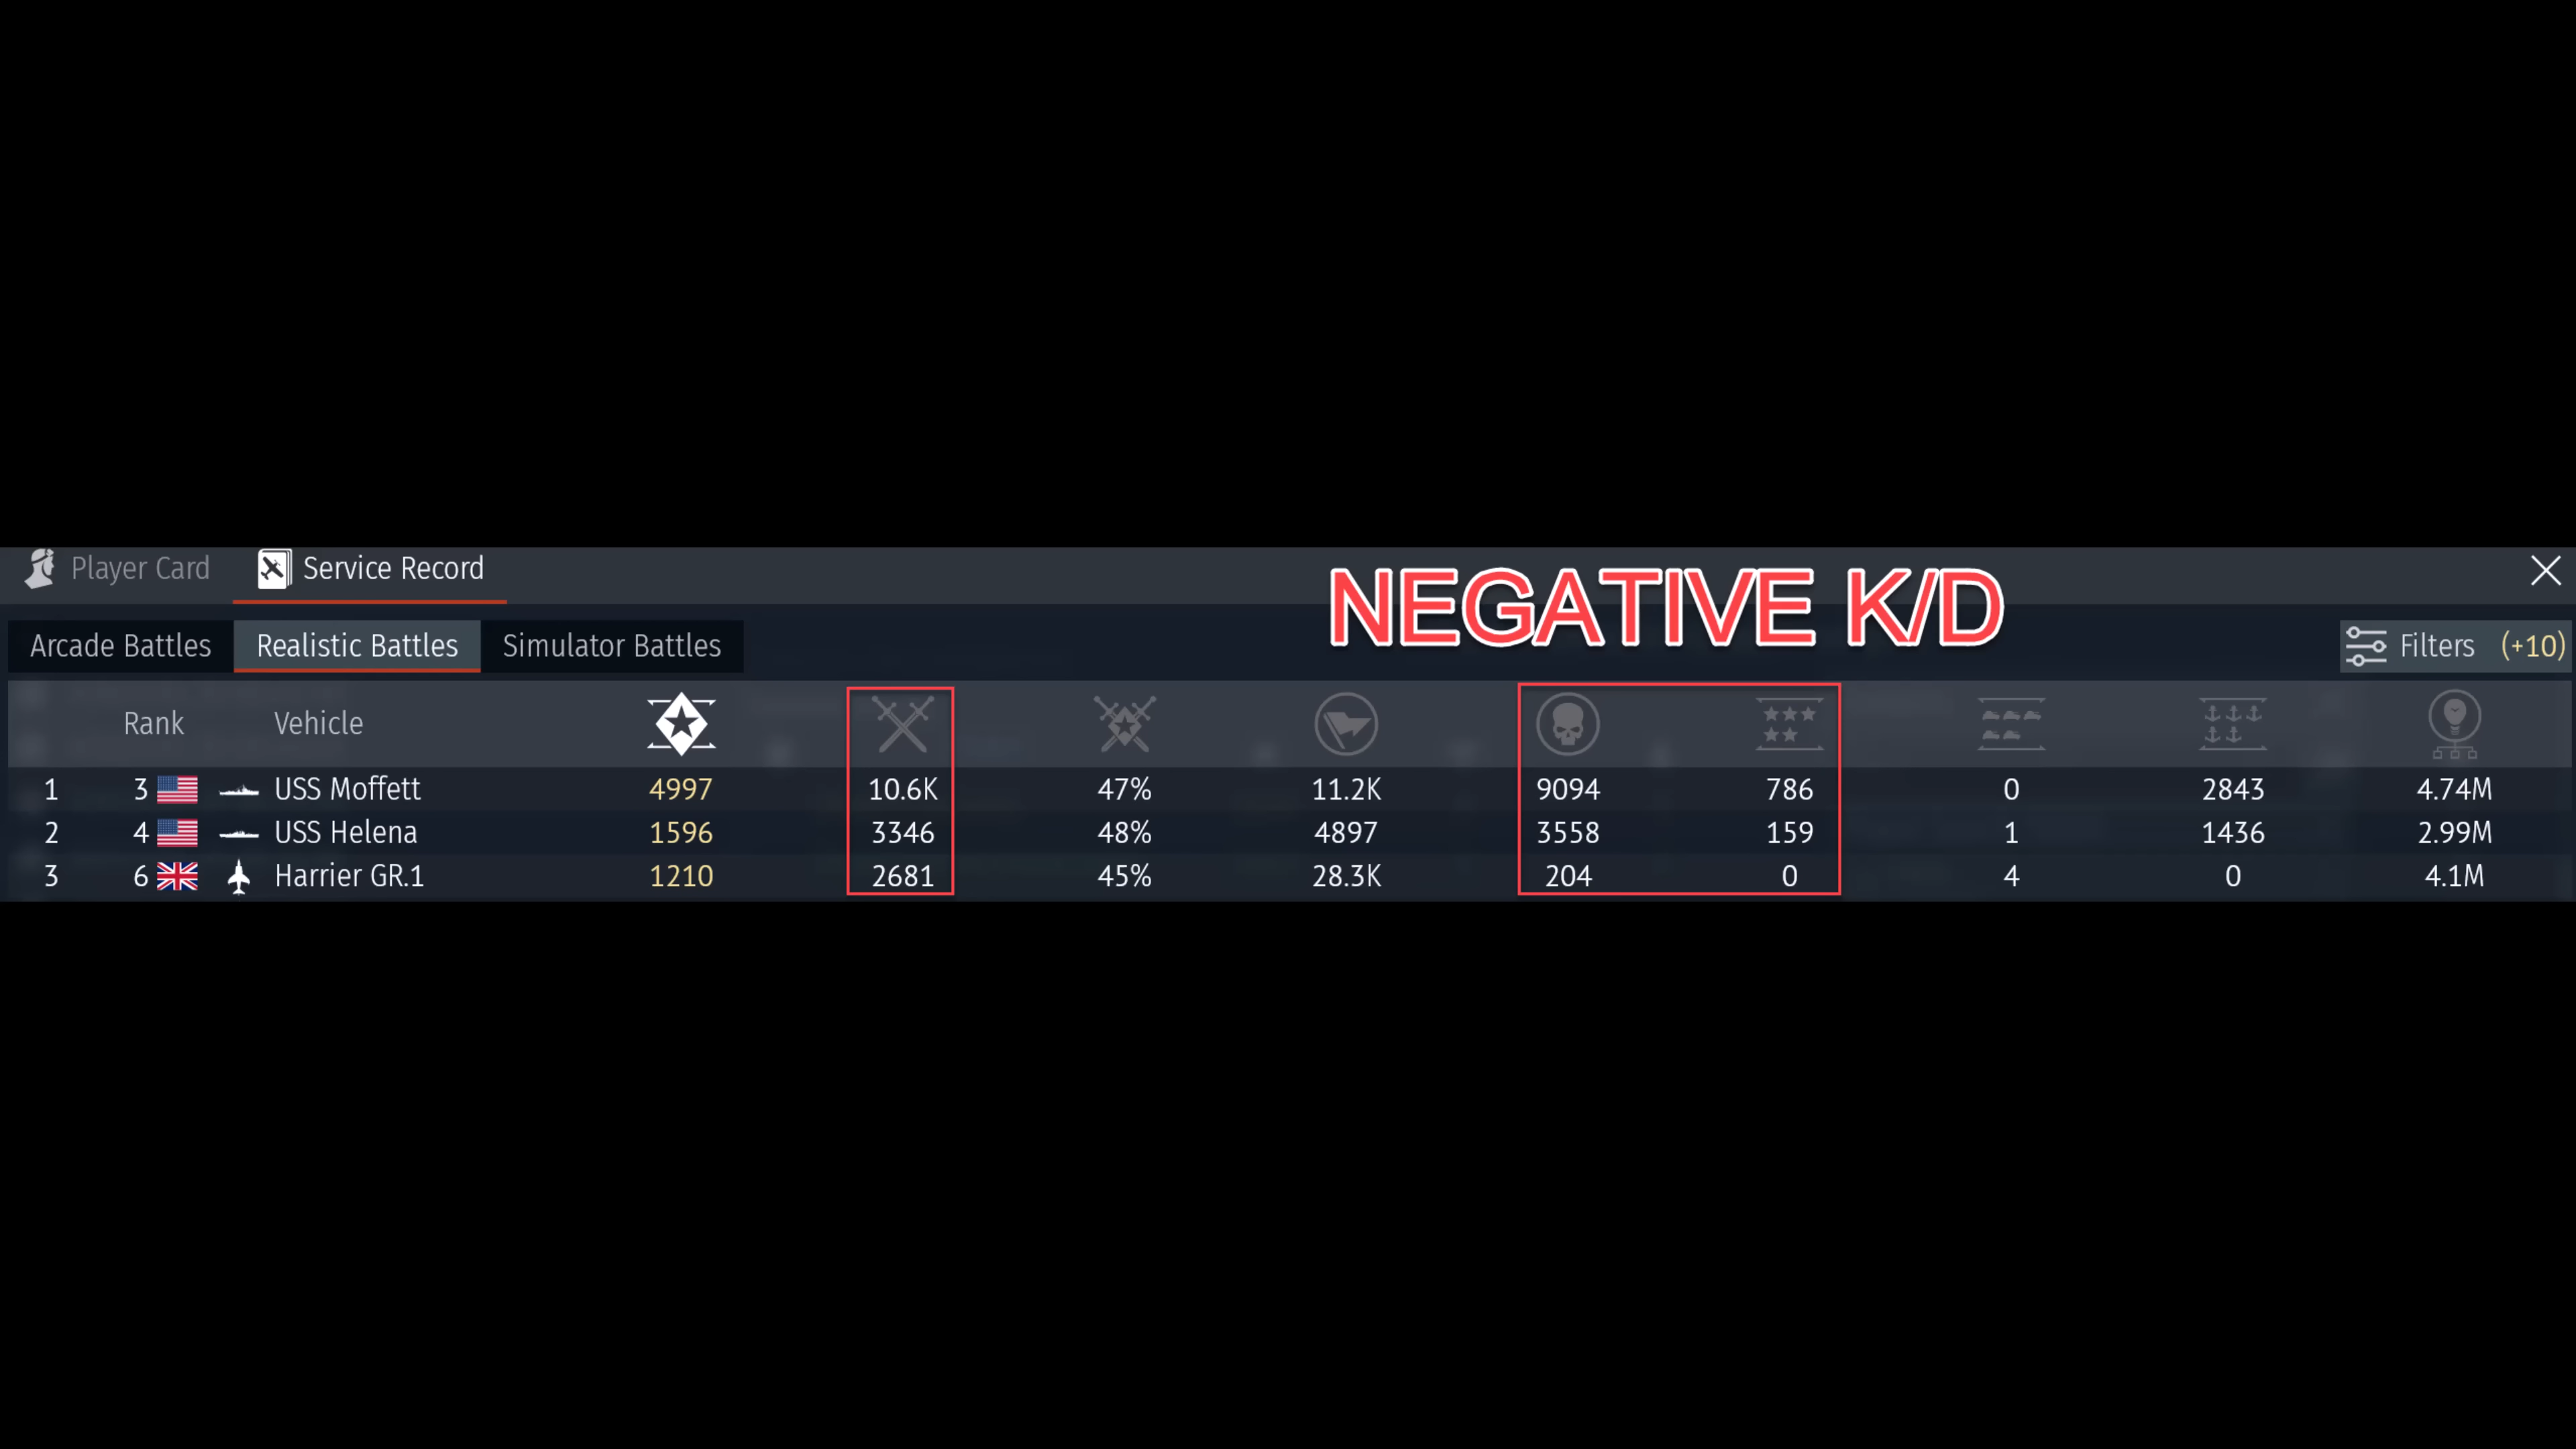 Player Card Service Record
NEGATIVE K/D
Arcade Battles Realistic Battles Simulator Battles Filters (+10)
Rank Vehicle
1 3 USS Moffett 4997 10.6K 47% 11.2K 9094 786 0 2843 4.74M
2 4 USS Helena 1596 3346 48% 4897 3558 159 1 1436 2.99M
3 6 Harrier GR.1 1210 2681 45% 28.3K 204 0 4 0 4.1M